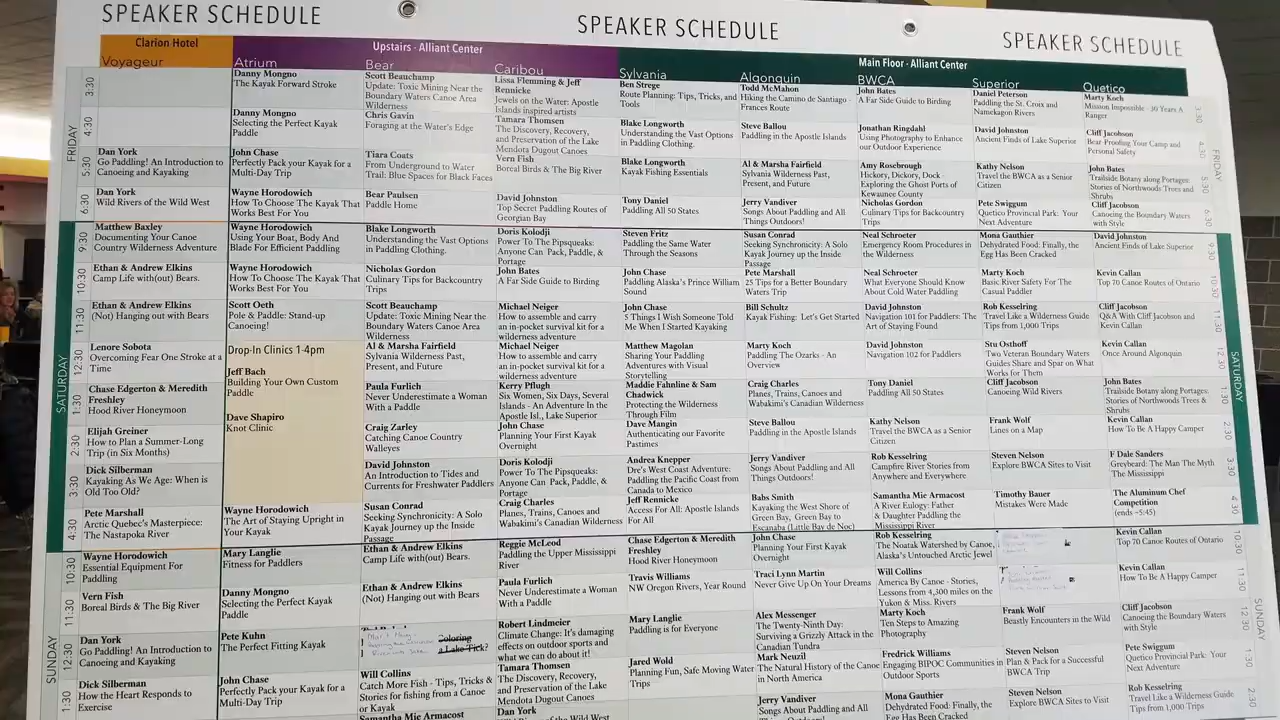 SPEAKER SCHEDULE
SPEAKER SCHEDULE
SPEAKER SCHEDULE
Clarion Hotel
Voyageur
Upstairs - Alliant Center
Atrium
Bear
Caribou
Main Floor - Alliant Center
Sylvania
Algonquin
BWCA
Superior
Quetico
FRIDAY
3:30
4:30
5:30
6:30
SATURDAY
9:30
10:30
11:30
12:30
1:30
2:30
3:30
4:30
SUNDAY
10:30
11:30
12:30
1:30
Dan York
Go Paddling! An Introduction to
Canoeing and Kayaking
Dan York
Wild Rivers of the Wild West
Matthew Baxley
Documenting Your Canoe
Country Wilderness Adventure
Ethan & Andrew Elkins
Camp Life with(out) Bears.
Ethan & Andrew Elkins
(Not) Hanging out with Bears
Lenore Sobota
Overcoming Fear One Stroke at a
Time
Chase Edgerton & Meredith
Freshley
Hood River Honeymoon
Elijah Greiner
How to Plan a Summer-Long
Trip (in Six Months)
Dick Silberman
Kayaking As We Age: When is
Old Too Old?
Pete Marshall
Arctic Quebec's Masterpiece:
The Nastapoka River
Wayne Horodowich
Essential Equipment For
Paddling
Vern Fish
Boreal Birds & The Big River
Dan York
Go Paddling! An Introduction to
Canoeing and Kayaking
Dick Silberman
How the Heart Responds to
Exercise
Danny Mongno
The Kayak Forward Stroke
Danny Mongno
Selecting the Perfect Kayak
Paddle
John Chase
Perfectly Pack your Kayak for a
Multi-Day Trip
Wayne Horodowich
How To Choose The Kayak That
Works Best For You
Wayne Horodowich
Using Your Boat, Body And
Blade For Efficient Paddling
Wayne Horodowich
How To Choose The Kayak That
Works Best For You
Scott Oeth
Pole & Paddle: Stand-up
Canoeing!
Drop-In Clinics 1-4pm
Jeff Bach
Building Your Own Custom
Paddle
Dave Shapiro
Knot Clinic
Wayne Horodowich
The Art of Staying Upright in
Your Kayak
Mary Langlie
Fitness for Paddlers
Danny Mongno
Selecting the Perfect Kayak
Paddle
Pete Kuhn
The Perfect Fitting Kayak
John Chase
Perfectly Pack your Kayak for a
Multi-Day Trip
Scott Beauchamp
Update: Toxic Mining Near the
Boundary Waters Canoe Area
Wilderness
Chris Gavin
Foraging at the Water's Edge
Tiara Coats
From Underground to Water
Trail: Blue Spaces for Black Faces
Bear Paulsen
Paddle Home
Blake Longworth
Understanding the Vast Options
in Paddling Clothing.
Nicholas Gordon
Culinary Tips for Backcountry
Trips
Scott Beauchamp
Update: Toxic Mining Near the
Boundary Waters Canoe Area
Wilderness
Al & Marsha Fairfield
Sylvania Wilderness Past,
Present, and Future
Paula Furlich
Never Underestimate a Woman
With a Paddle
Craig Zarley
Catching Canoe Country
Walleyes
David Johnston
An Introduction to Tides and
Currents for Freshwater Paddlers
Susan Conrad
Seeking Synchronicity: A Solo
Kayak Journey up the Inside
Passage
Ethan & Andrew Elkins
Camp Life with(out) Bears.
Ethan & Andrew Elkins
(Not) Hanging out with Bears
Coloring
a Lake Tick?
Will Collins
Catch More Fish - Tips, Tricks &
Stories for fishing from a Canoe
or Kayak
Samantha Mie Armacost
Lissa Flemming & Jeff
Rennicke
Jewels on the Water: Apostle
Islands inspired artists
Tamara Thomsen
The Discovery, Recovery,
and Preservation of the Lake
Mendota Dugout Canoes
Vern Fish
Boreal Birds & The Big River
David Johnston
Top Secret Paddling Routes of
Georgian Bay
Doris Kolodji
Power To The Pipsqueaks:
Anyone Can Pack, Paddle, &
Portage
John Bates
A Far Side Guide to Birding
Michael Neiger
How to assemble and carry
an in-pocket survival kit for a
wilderness adventure
Michael Neiger
How to assemble and carry
an in-pocket survival kit for a
wilderness adventure
Kerry Pflugh
Six Women, Six Days, Several
Islands - An Adventure In the
Apostle Isl., Lake Superior
John Chase
Planning Your First Kayak
Overnight
Doris Kolodji
Power To The Pipsqueaks:
Anyone Can Pack, Paddle, &
Portage
Craig Charles
Planes, Trains, Canoes and
Wabakimi's Canadian Wilderness
Reggie McLeod
Paddling the Upper Mississippi
River
Paula Furlich
Never Underestimate a Woman
With a Paddle
Robert Lindmeier
Climate Change: It's damaging
effects on outdoor sports and
what we can do about it!
Tamara Thomsen
The Discovery, Recovery,
and Preservation of the Lake
Mendota Dugout Canoes
Dan York
Ben Strege
Route Planning: Tips, Tricks, and
Tools
Blake Longworth
Understanding the Vast Options
in Paddling Clothing.
Blake Longworth
Kayak Fishing Essentials
Tony Daniel
Paddling All 50 States
Steven Fritz
Paddling the Same Water
Through the Seasons
John Chase
Paddling Alaska's Prince William
Sound
John Chase
5 Things I Wish Someone Told
Me When I Started Kayaking
Matthew Magolan
Sharing Your Paddling
Adventures with Visual
Storytelling
Maddie Fahnline & Sam
Chadwick
Protecting the Wilderness
Through Film
Dave Mangin
Authenticating our Favorite
Pastimes
Andrea Knepper
Dre's West Coast Adventure:
Paddling the Pacific Coast from
Canada to Mexico
Jeff Rennicke
Access For All: Apostle Islands
For All
Chase Edgerton & Meredith
Freshley
Hood River Honeymoon
Travis Williams
NW Oregon Rivers, Year Round
Mary Langlie
Paddling is for Everyone
Jared Wold
Planning Fun, Safe Moving Water
Trips
Todd McMahon
Hiking the Camino de Santiago -
Frances Route
Steve Ballou
Paddling in the Apostle Islands
Al & Marsha Fairfield
Sylvania Wilderness Past,
Present, and Future
Jerry Vandiver
Songs About Paddling and All
Things Outdoors!
Susan Conrad
Seeking Synchronicity: A Solo
Kayak Journey up the Inside
Passage
Pete Marshall
25 Tips for a Better Boundary
Waters Trip
Bill Schultz
Kayak Fishing: Let's Get Started
Marty Koch
Paddling The Ozarks - An
Overview
Craig Charles
Planes, Trains, Canoes and
Wabakimi's Canadian Wilderness
Steve Ballou
Paddling in the Apostle Islands
Jerry Vandiver
Songs About Paddling and All
Things Outdoors!
Babs Smith
Kayaking the West Shore of
Green Bay, Green Bay to
Escanaba (Little Bay de Noc)
John Chase
Planning Your First Kayak
Overnight
Traci Lynn Martin
Never Give Up On Your Dreams
Alex Messenger
The Twenty-Ninth Day:
Surviving a Grizzly Attack in the
Canadian Tundra
Mark Neuzil
The Natural History of the Canoe
in North America
Jerry Vandiver
Songs About Paddling and All
John Bates
A Far Side Guide to Birding
Jonathan Ringdahl
Using Photography to Enhance
our Outdoor Experience
Amy Rosebrough
Hickory, Dickory, Dock -
Exploring the Ghost Ports of
Kewaunee County
Nicholas Gordon
Culinary Tips for Backcountry
Trips
Neal Schroeter
Emergency Room Procedures in
the Wilderness
Neal Schroeter
What Everyone Should Know
About Cold Water Paddling
David Johnston
Navigation 101 for Paddlers: The
Art of Staying Found
David Johnston
Navigation 102 for Paddlers
Tony Daniel
Paddling All 50 States
Kathy Nelson
Travel the BWCA as a Senior
Citizen
Rob Kesselring
Campfire River Stories from
Anywhere and Everywhere
Samantha Mie Armacost
A River Eilogy: Father &
Daughter Paddling the
Mississippi River
Rob Kesselring
The Noatak Watershed by Canoe,
Alaska's Untouched Arctic Jewel
Will Collins
America By Canoe - Stories,
Lessons from 4,300 miles on the
Yukon & Miss. Rivers
Marty Koch
Ten Steps to Amazing
Photography
Fredrick Williams
Engaging BIPOC Communities in
Outdoor Sports
Mona Gauthier
Dehydrated Food: Finally, the
Egg Has Been Cracked
Daniel Peterson
Paddling the St. Croix and
Namekagon Rivers
David Johnston
Ancient Finds of Lake Superior
Kathy Nelson
Travel the BWCA as a Senior
Citizen
Pete Swiggum
Quetico Provincial Park: Your
Next Adventure
Mona Gauthier
Dehydrated Food: Finally, the
Egg Has Been Cracked
Marty Koch
Basic River Safety For The
Casual Paddler
Rob Kesselring
Travel Like a Wilderness Guide
Tips from 1,000 Trips
Stu Osthoff
Two Veteran Boundary Waters
Guides Share and Spar on What
Works for Them
Cliff Jacobson
Canoeing Wild Rivers
Frank Wolf
Lines on a Map
Steven Nelson
Explore BWCA Sites to Visit
Timothy Bauer
Mistakes Were Made
Frank Wolf
Beastly Encounters in the Wild
Steven Nelson
Plan & Pack for a Successful
BWCA Trip
Steven Nelson
Explore BWCA Sites to Visit
Marty Koch
Mission Impossible - 30 Years A
Ranger
Cliff Jacobson
Bear-Proofing Your Camp and
Personal Safety
John Bates
Trailside Botany along Portages:
Stories of Northwoods Trees and
Shrubs
Cliff Jacobson
Canoeing the Boundary Waters
with Style
David Johnston
Ancient Finds of Lake Superior
Kevin Callan
Top 70 Canoe Routes of Ontario
Cliff Jacobson
Q&A With Cliff Jacobson and
Kevin Callan
Kevin Callan
Once Around Algonquin
John Bates
Trailside Botany along Portages:
Stories of Northwoods Trees and
Shrubs
Kevin Callan
How To Be A Happy Camper
F Dale Sanders
Greybeard: The Man The Myth
The Mississippi
The Aluminum Chef
Competition
(ends ~5:45)
Kevin Callan
Top 70 Canoe Routes of Ontario
Kevin Callan
How To Be A Happy Camper
Cliff Jacobson
Canoeing the Boundary Waters
with Style
Pete Swiggum
Quetico Provincial Park: Your
Next Adventure
Rob Kesselring
Travel Like a Wilderness Guide
Tips from 1,000 Trips
3:30
4:30
5:30
6:30
FRIDAY
9:30
10:30
11:30
12:30
1:30
2:30
3:30
4:30
SATURDAY
10:30
11:30
12:30
1:30
2:30
SUNDAY